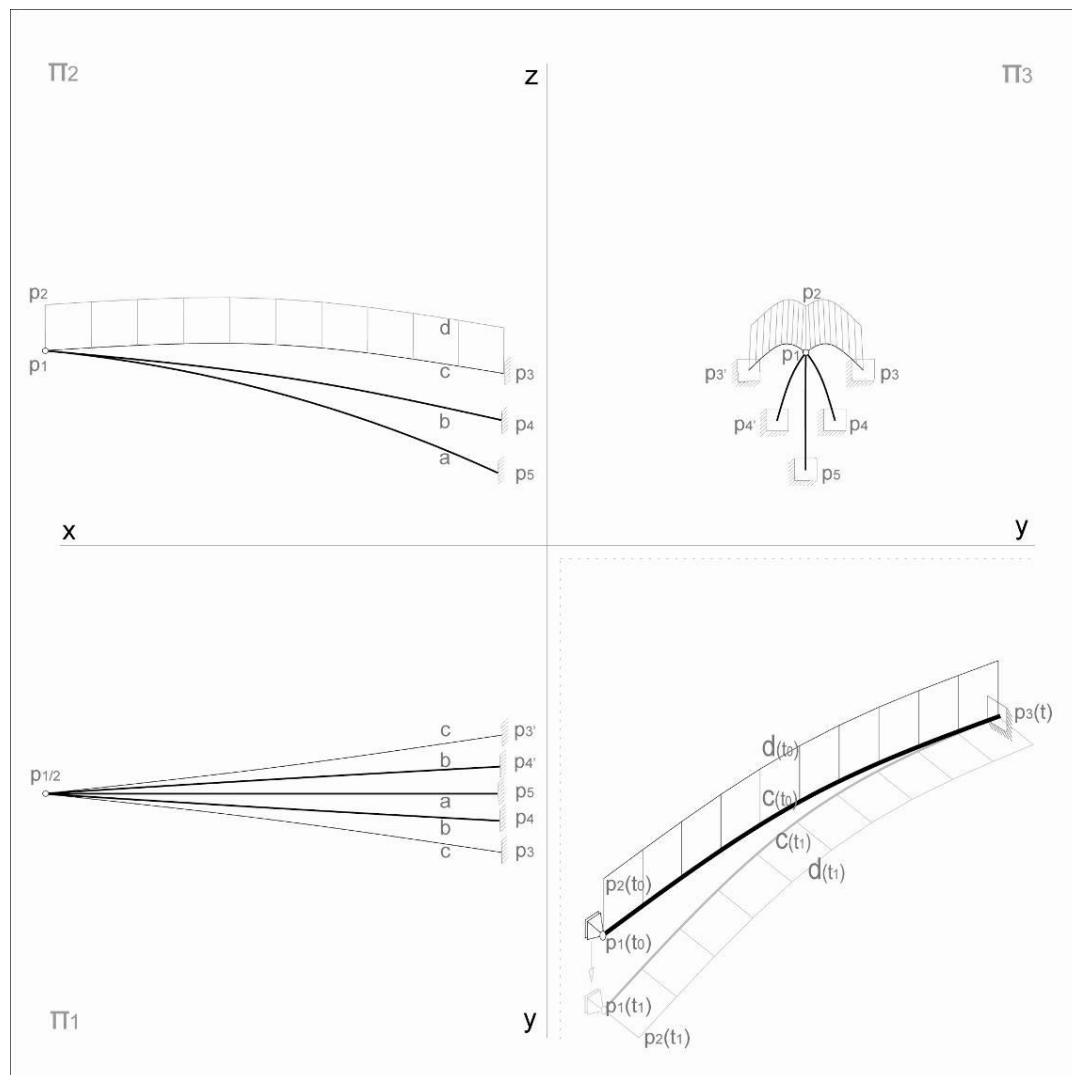 π2
z
π3
p2
d
p1
c
p3
b
p4
a
p5
p2
p1
p3'
p3
p4'
p4
p5
x
y
c
p3'
b
p4'
p1/2
a
p5
b
p4
c
p3
π1
y
p3(t)
d(t0)
c(t0)
c(t1)
d(t1)
p2(t0)
p1(t0)
p1(t1)
p2(t1)